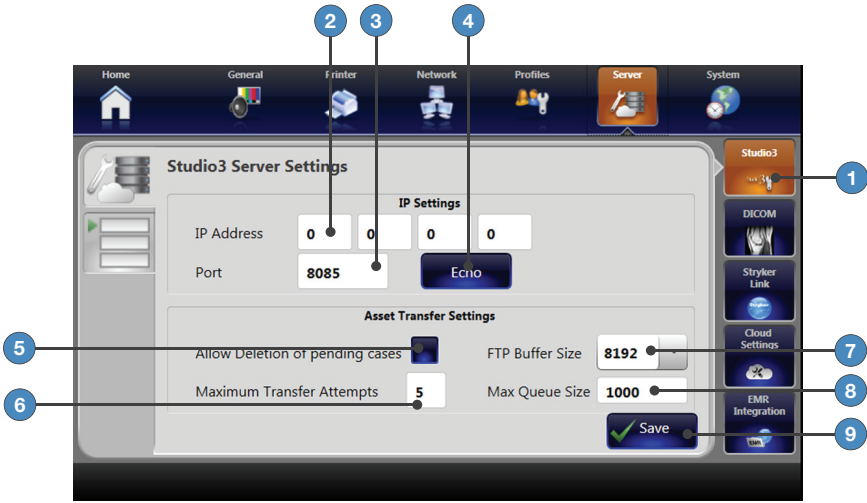 2 3 4
Home General Printer Network Profiles Server System
Studio3
1
Studio3 Server Settings
IP Settings
IP Address 0 0 0 0
DICOM
Port 8085 Echo
Stryker
Link
Asset Transfer Settings
5 Allow Deletion of pending cases FTP Buffer Size 8192 7
Cloud
Settings
6 Maximum Transfer Attempts 5 Max Queue Size 1000 8
EMR
Integration
Save 9